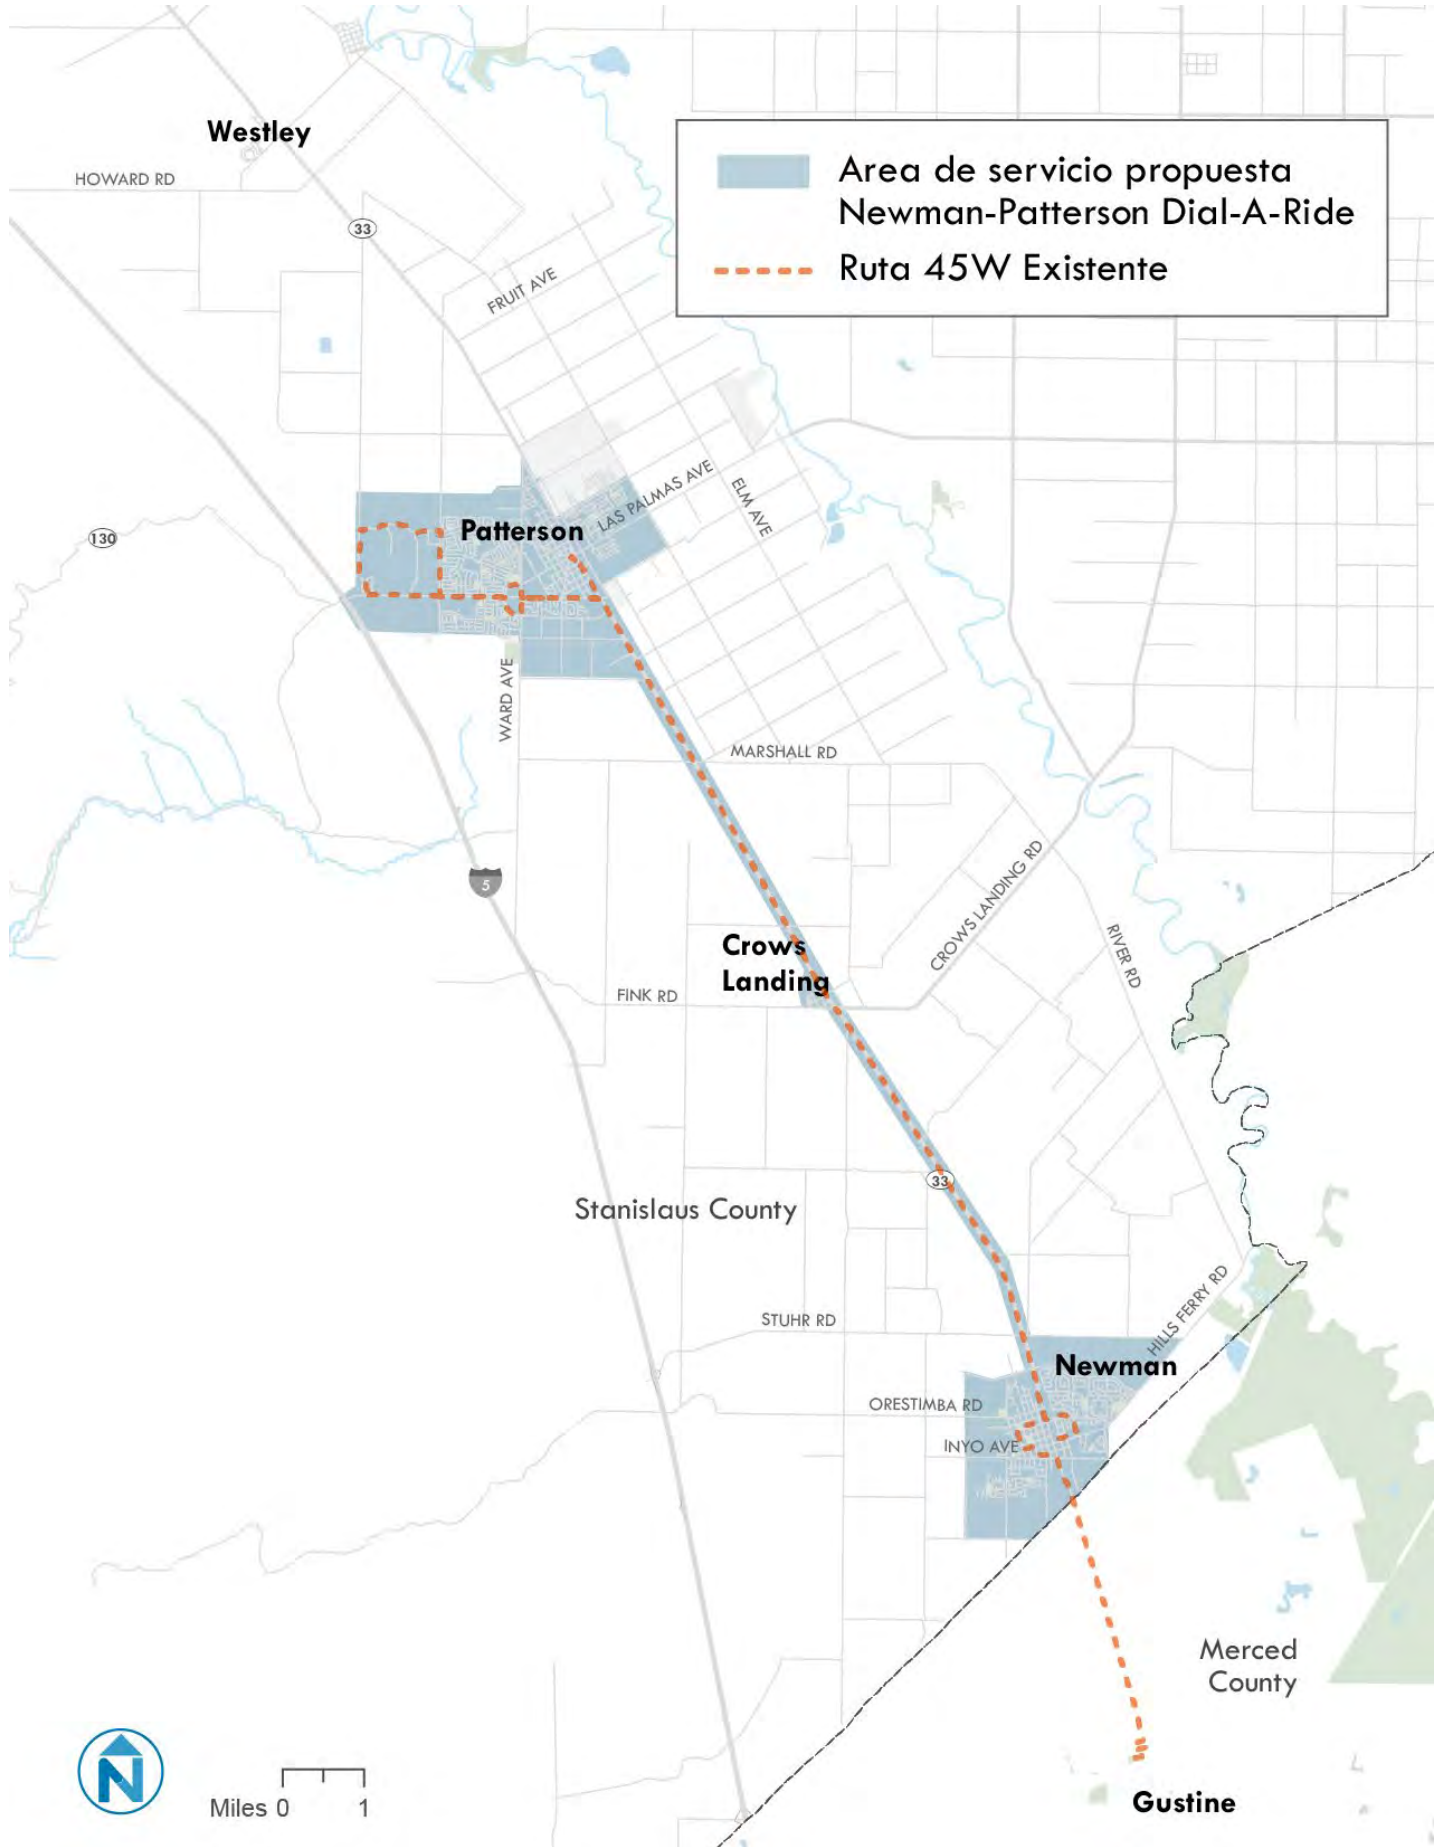 Westley
HOWARD RD
33
Area de servicio propuesta
Newman-Patterson Dial-A-Ride
Ruta 45W Existente
FRUIT AVE
LAS PALMAS AVE
ELM AVE
Patterson
130
WARD AVE
MARSHALL RD
5
CROWS LANDING RD
RIVER RD
Crows
Landing
FINK RD
33
Stanislaus County
HILLS FERRY RD
STUHR RD
Newman
ORESTIMBA RD
INYO AVE
Merced
County
N
Miles 0 1
Gustine